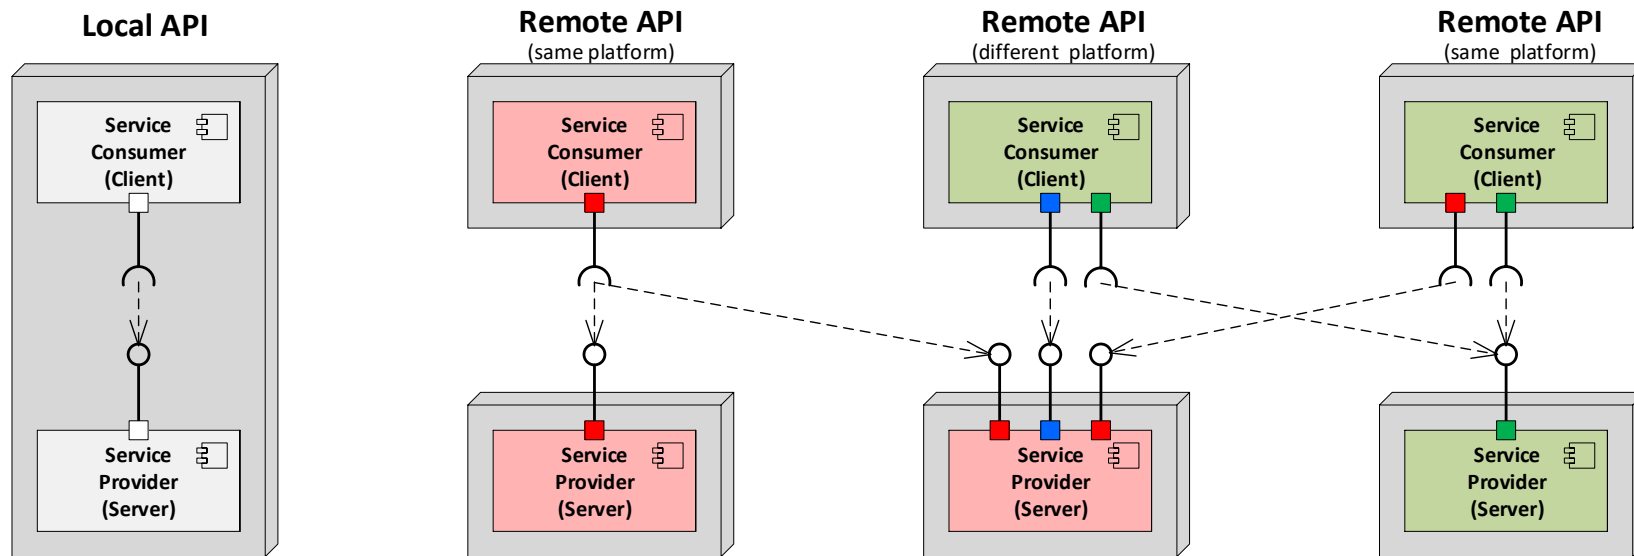 Local API
Remote API
(same platform)
Remote API
(different platform)
Remote API
(same platform)
Service
Consumer
(Client)
Service
Consumer
(Client)
Service
Consumer
(Client)
Service
Consumer
(Client)
Service
Provider
(Server)
Service
Provider
(Server)
Service
Provider
(Server)
Service
Provider
(Server)